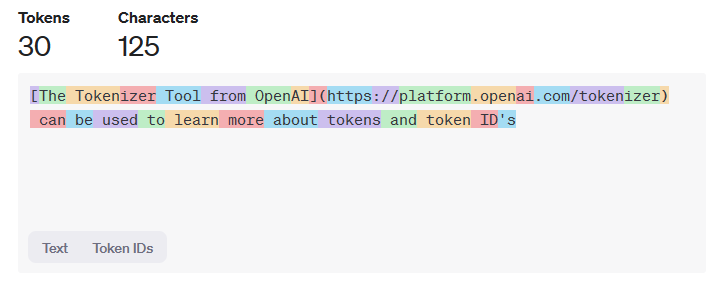 Tokens Characters
30 125
[The Tokenizer Tool from OpenAI](https://platform.openai.com/tokenizer)
can be used to learn more about tokens and token ID's
Text Token IDs